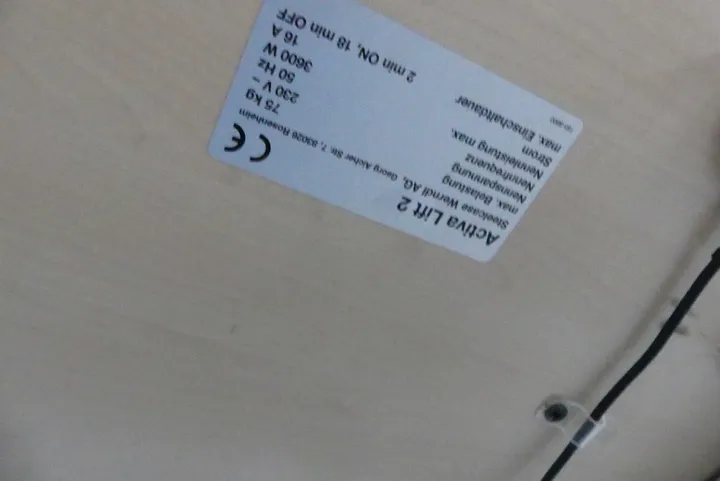 Activa Lift 2
Steelcase Werndl AG, Georg Aicher Str. 7, 83026 Rosenheim
max. Belastung 75 kg
Nennspannung 230 V ~
Nennfrequenz 50 Hz
Nennleistung max. 3600 W
Strom 16 A
max. Einschaltdauer 2 min ON, 18 min OFF
CE